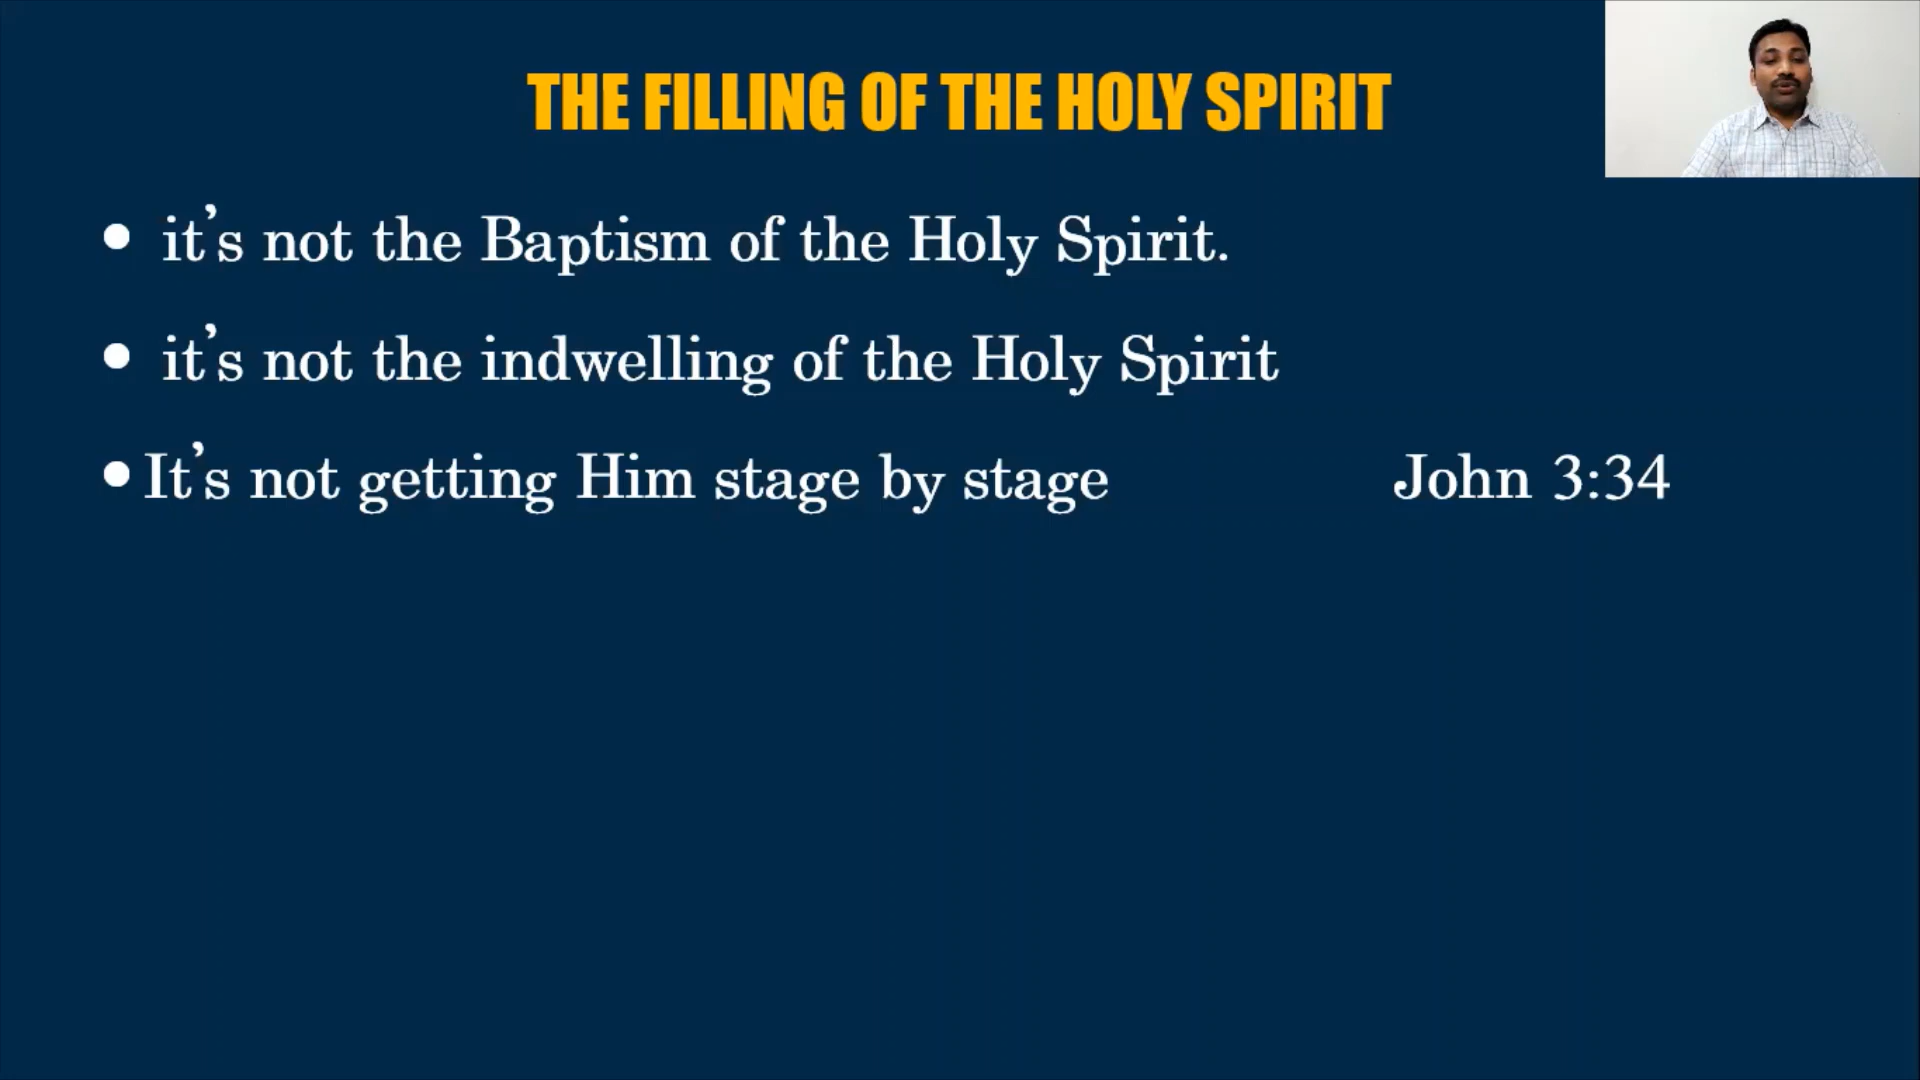 THE FILLING OF THE HOLY SPIRIT
• it’s not the Baptism of the Holy Spirit.
• it’s not the indwelling of the Holy Spirit
• It’s not getting Him stage by stage John 3:34